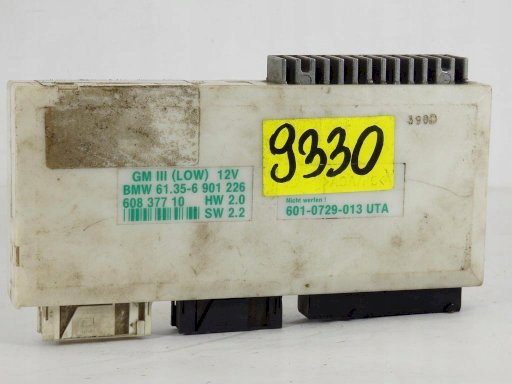 390D
9330
GM III (LOW) 12V
BMW 61.35-6 901 226
608 377 10 HW 2.0
SW 2.2
Nicht werfen !
601-0729-013 UTA